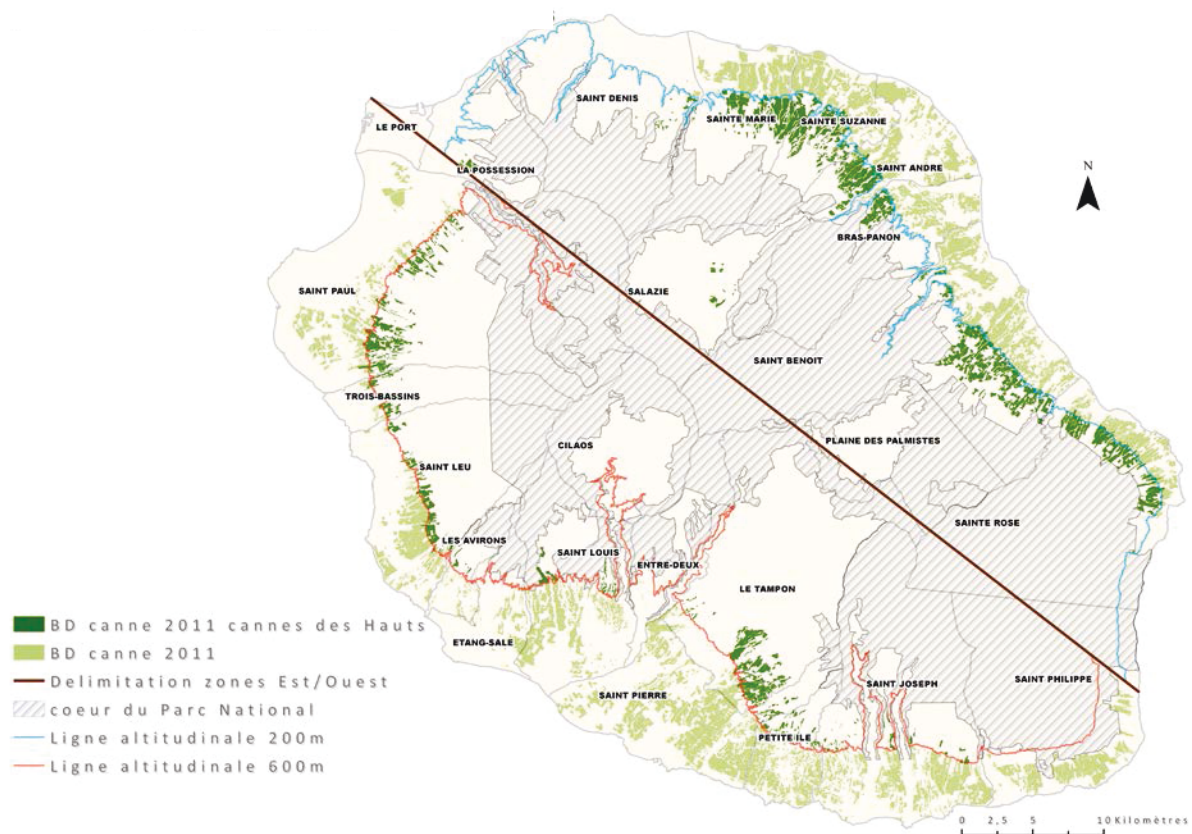 SAINT DENIS
LE PORT
SAINTE MARIE
SAINTE SUZANNE
LA POSSESSION
SAINT ANDRE
N
BRAS-PANON
SAINT PAUL
SALAZIE
SAINT BENOIT
TROIS-BASSINS
PLAINE DES PALMISTES
CILAOS
SAINT LEU
SAINTE ROSE
LES AVIRONS
SAINT LOUIS
ENTRE-DEUX
LE TAMPON
ETANG-SALE
SAINT PIERRE
SAINT JOSEPH
SAINT PHILIPPE
PETITE ILE
BD canne 2011 cannes des Hauts
BD canne 2011
Delimitation zones Est/Ouest
coeur du Parc National
Ligne altitudinale 200m
Ligne altitudinale 600m
0 2,5 5 10 Kilomètres